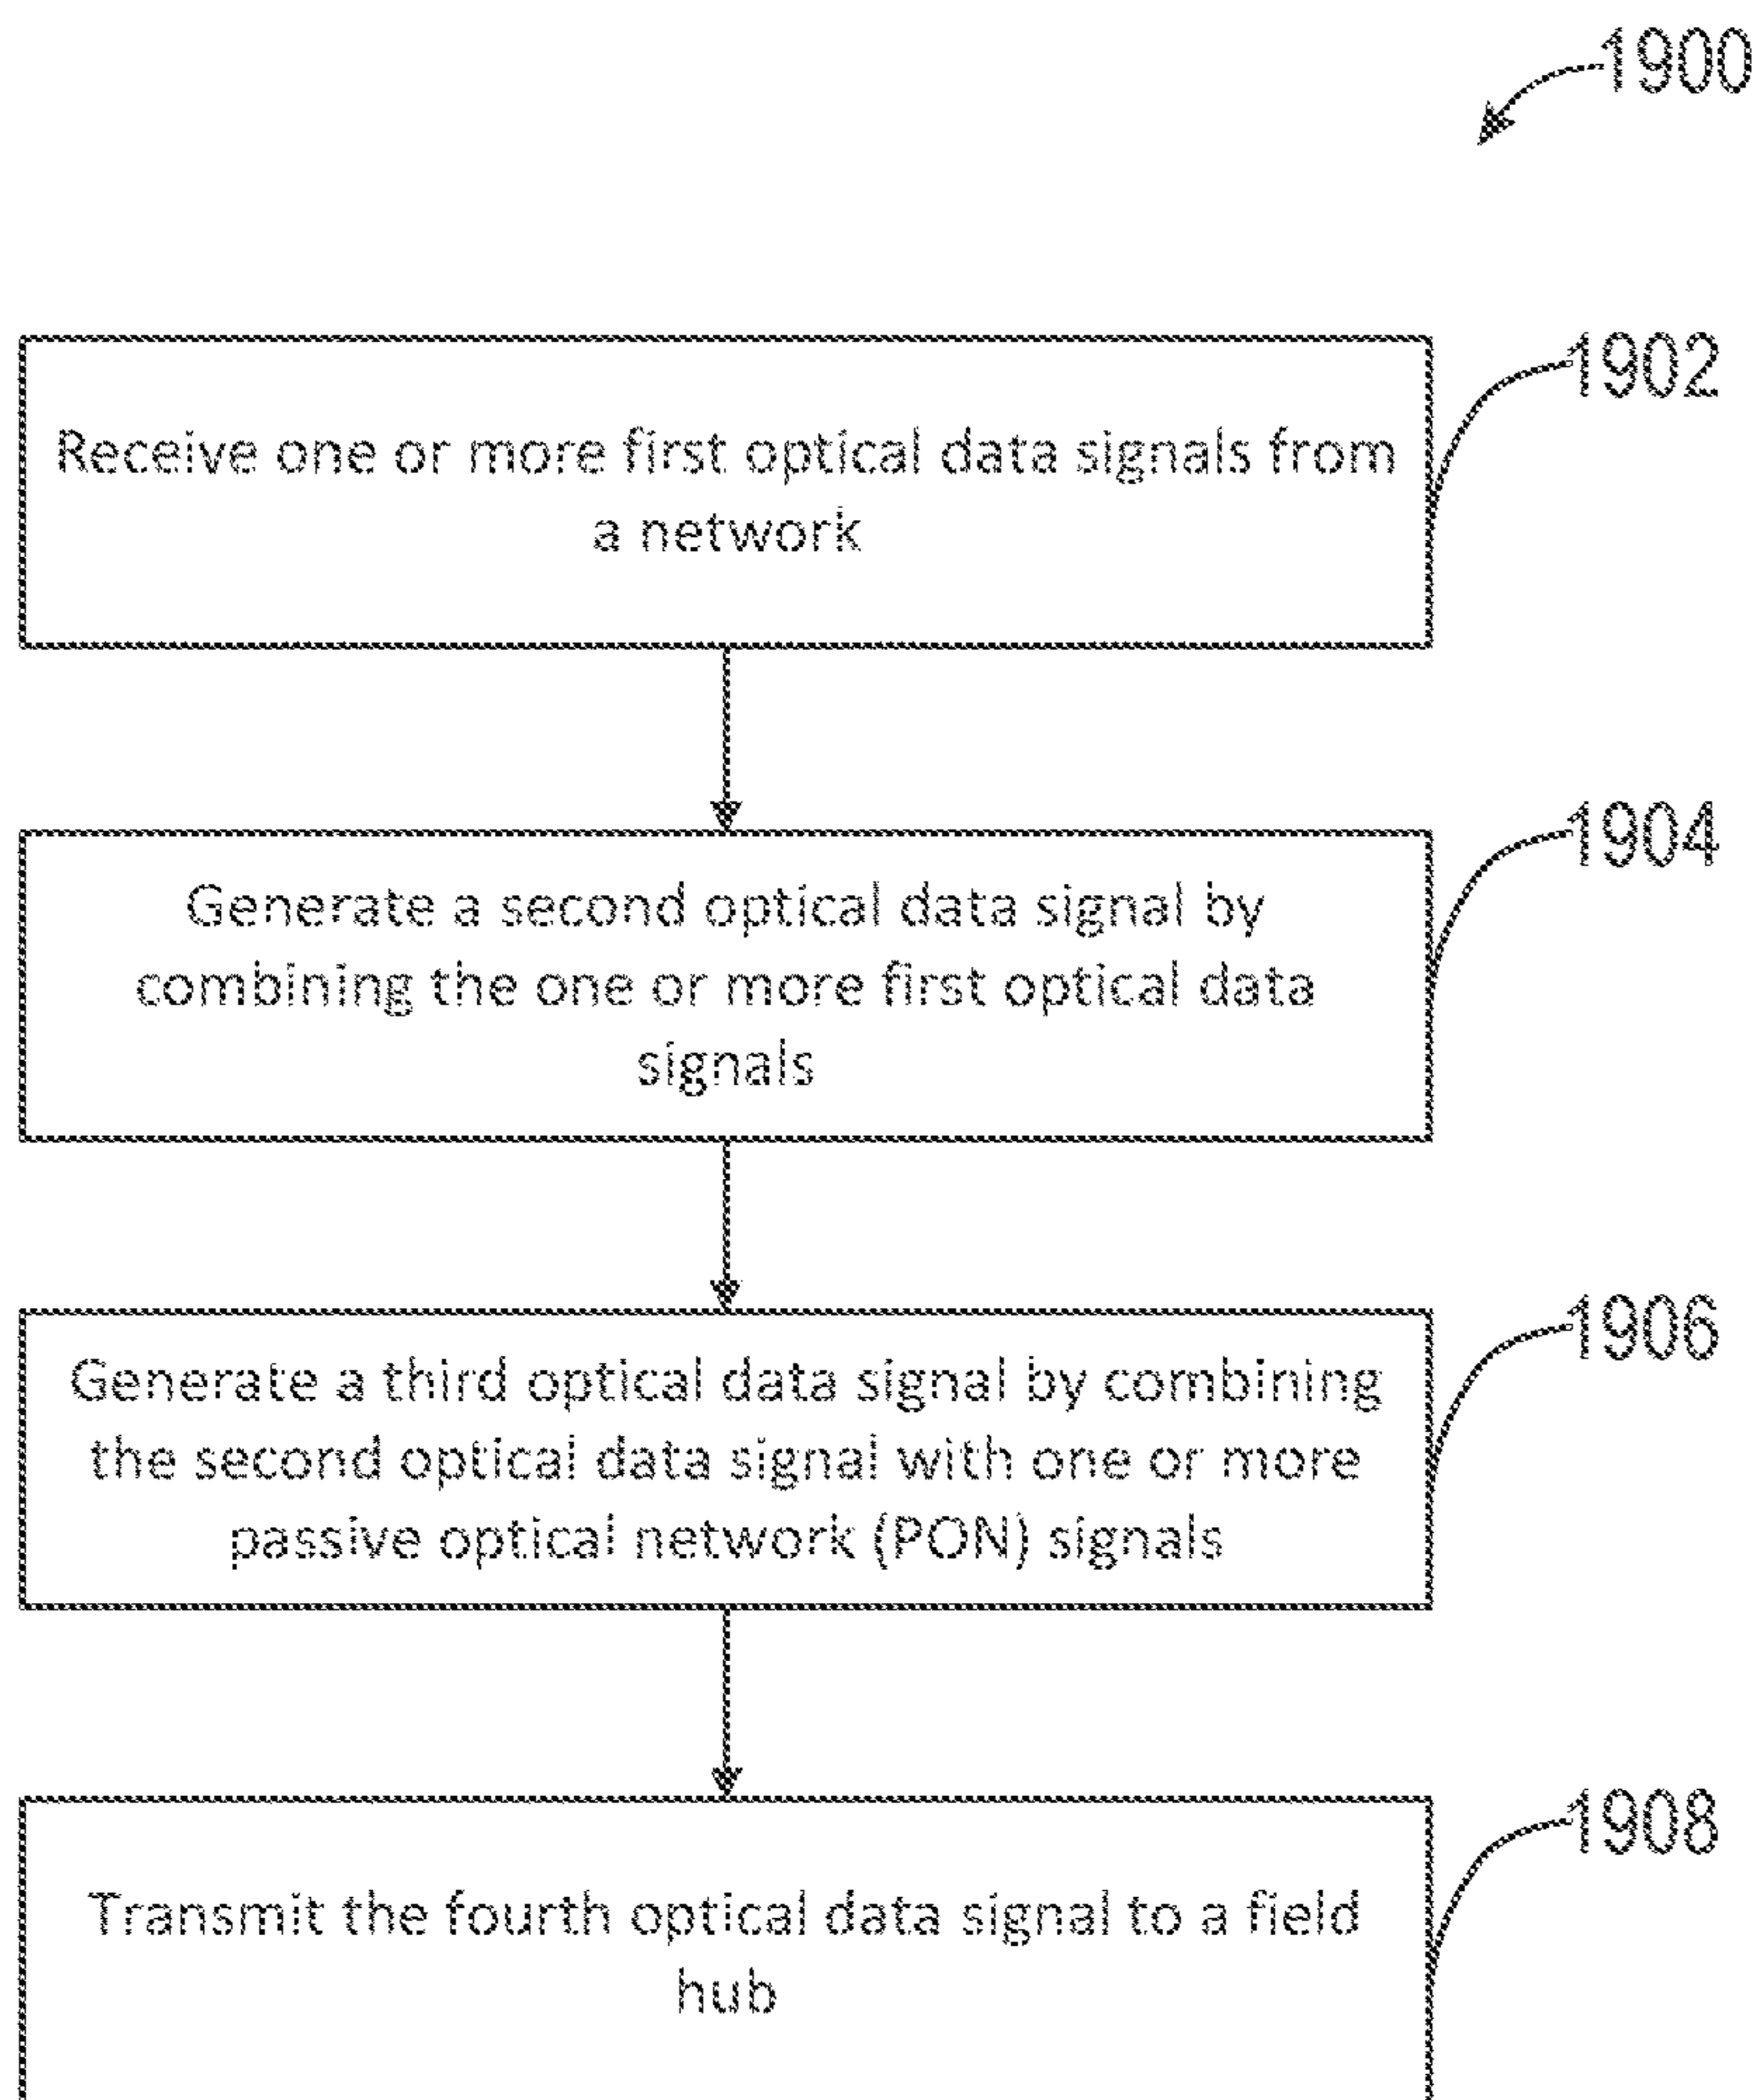 1900
1902
Receive one or more first optical data signals from
a network
1904
Generate a second optical data signal by
combining the one or more first optical data
signals
1906
Generate a third optical data signal by combining
the second optical data signal with one or more
passive optical network (PON) signals
1908
Transmit the fourth optical data signal to a field
hub